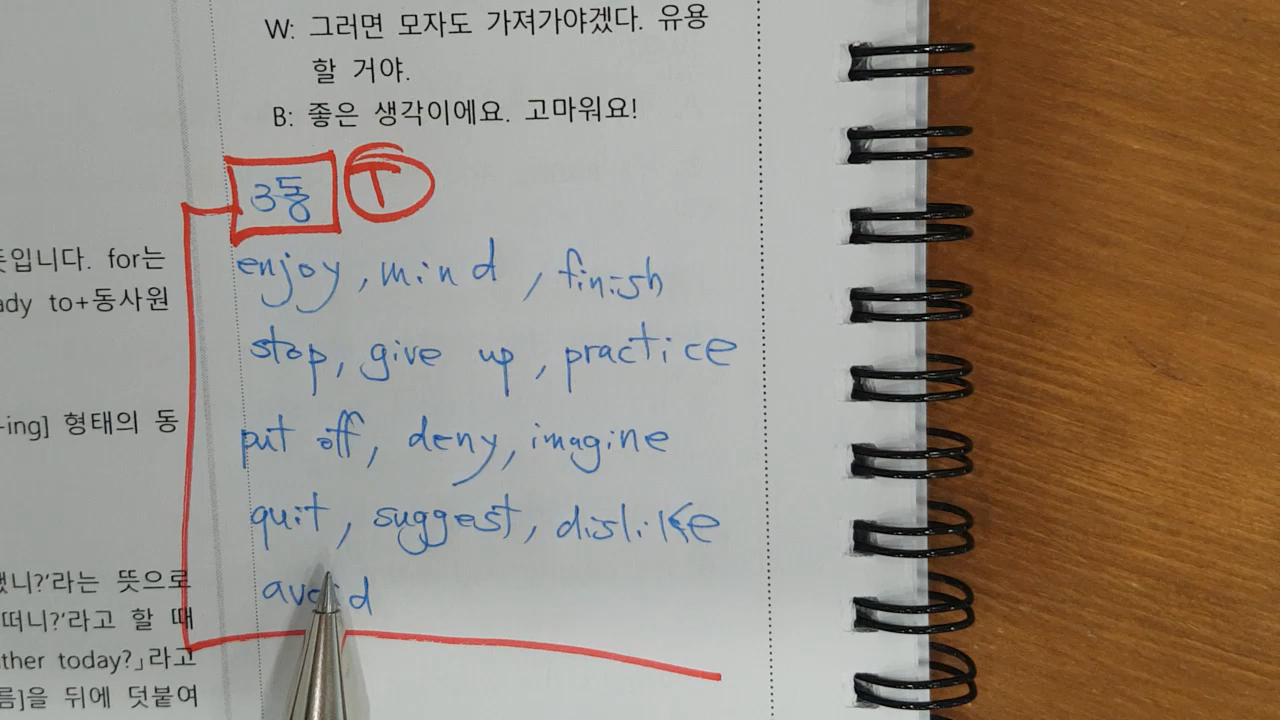 W: 그러면 모자도 가져가야겠다. 유용
할 거야.
B: 좋은 생각이에요. 고마워요!
3동 T
enjoy, mind, finish
stop, give up, practice
put off, deny, imagine
quit, suggest, dislike
avoid
뜻입니다. for는
ady to+동사원
-ing] 형태의 동
니?’라는 뜻으로
떠니?’라고 할 때
ther today?」라고
름]을 뒤에 덧붙여